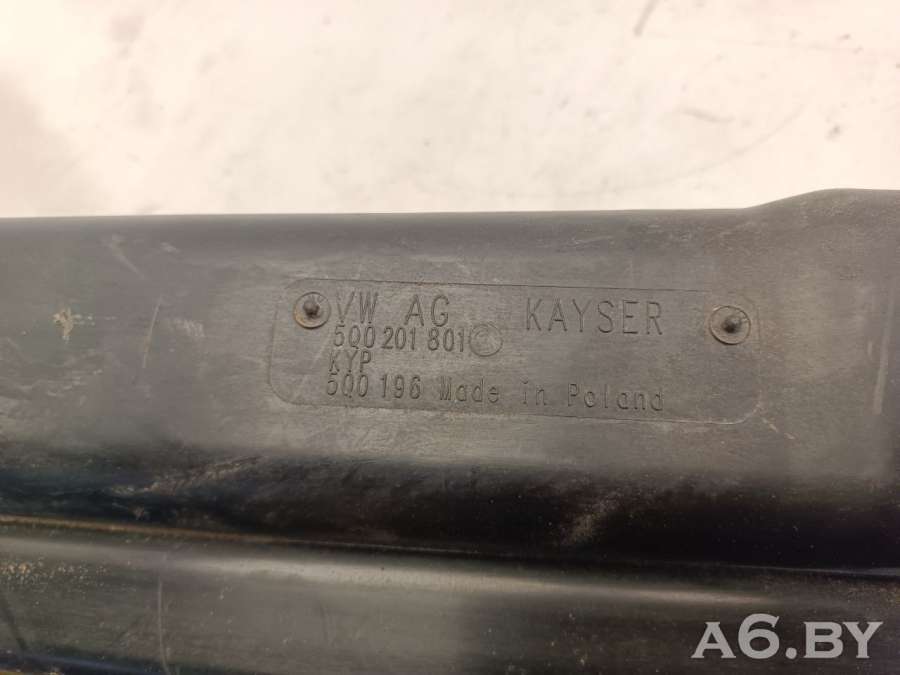 VW AG KAYSER
5Q0 201 801
KYP
5Q0 196 Made in Poland
A6.BY